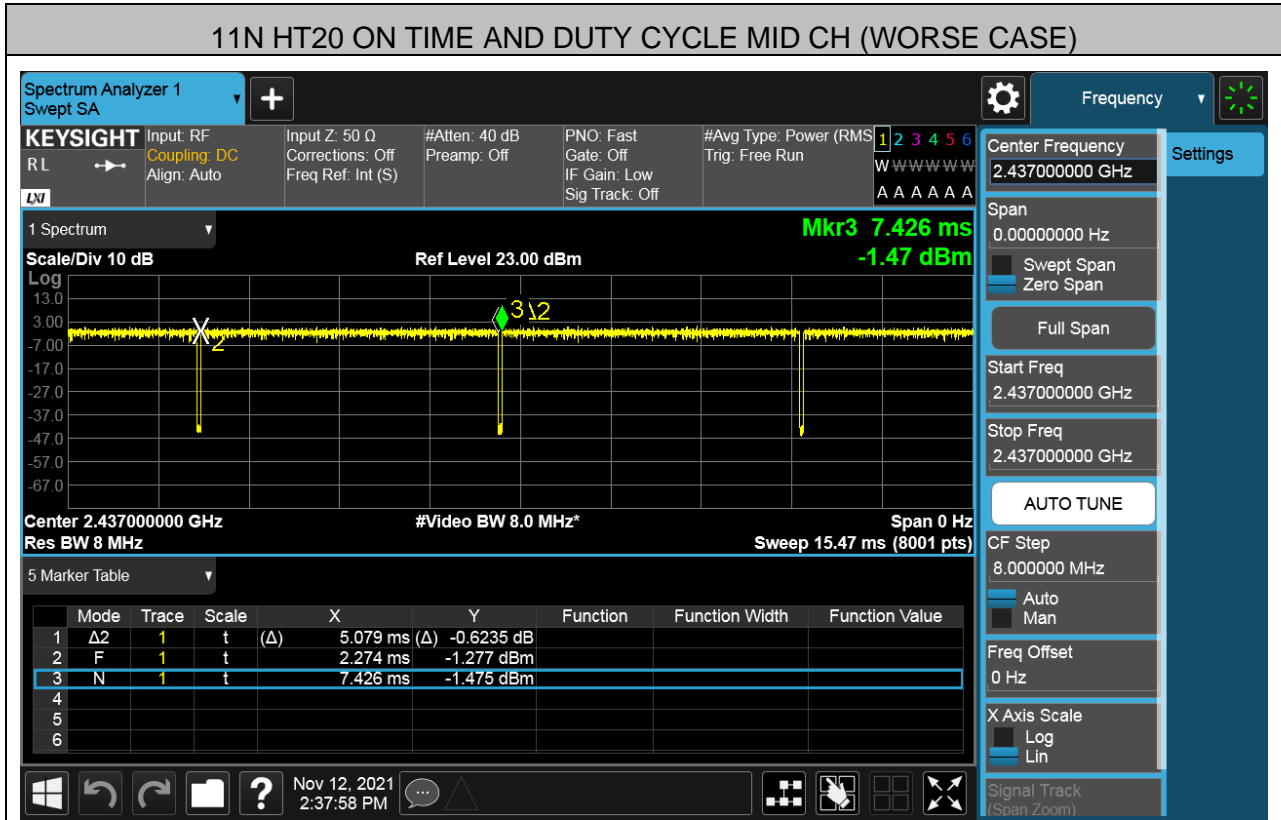 11N HT20 ON TIME AND DUTY CYCLE MID CH (WORSE CASE)
Spectrum Analyzer 1
Swept SA
+
Frequency
KEYSIGHT
RL
LXI
Input: RF
Coupling: DC
Align: Auto
Input Z: 50 Ω
Corrections: Off
Freq Ref: Int (S)
#Atten: 40 dB
Preamp: Off
PNO: Fast
Gate: Off
IF Gain: Low
Sig Track: Off
#Avg Type: Power (RMS
Trig: Free Run
1 2 3 4 5 6
W W W W W W
A A A A A A
1 Spectrum
Mkr3 7.426 ms
Scale/Div 10 dB
Ref Level 23.00 dBm
-1.47 dBm
Log
13.0
3.00
-7.00
-17.0
-27.0
-37.0
-47.0
-57.0
-67.0
X
2
3
Δ2
Center 2.437000000 GHz
#Video BW 8.0 MHz*
Span 0 Hz
Res BW 8 MHz
Sweep 15.47 ms (8001 pts)
5 Marker Table
Mode Trace Scale X Y Function Function Width Function Value
1 Δ2 1 t (Δ) 5.079 ms (Δ) -0.6235 dB
2 F 1 t 2.274 ms -1.277 dBm
3 N 1 t 7.426 ms -1.475 dBm
4
5
6
?
Nov 12, 2021
2:37:58 PM
Center Frequency
2.437000000 GHz
Settings
Span
0.00000000 Hz
Swept Span
Zero Span
Full Span
Start Freq
2.437000000 GHz
Stop Freq
2.437000000 GHz
AUTO TUNE
CF Step
8.000000 MHz
Auto
Man
Freq Offset
0 Hz
X Axis Scale
Log
Lin
Signal Track
(Span Zoom)